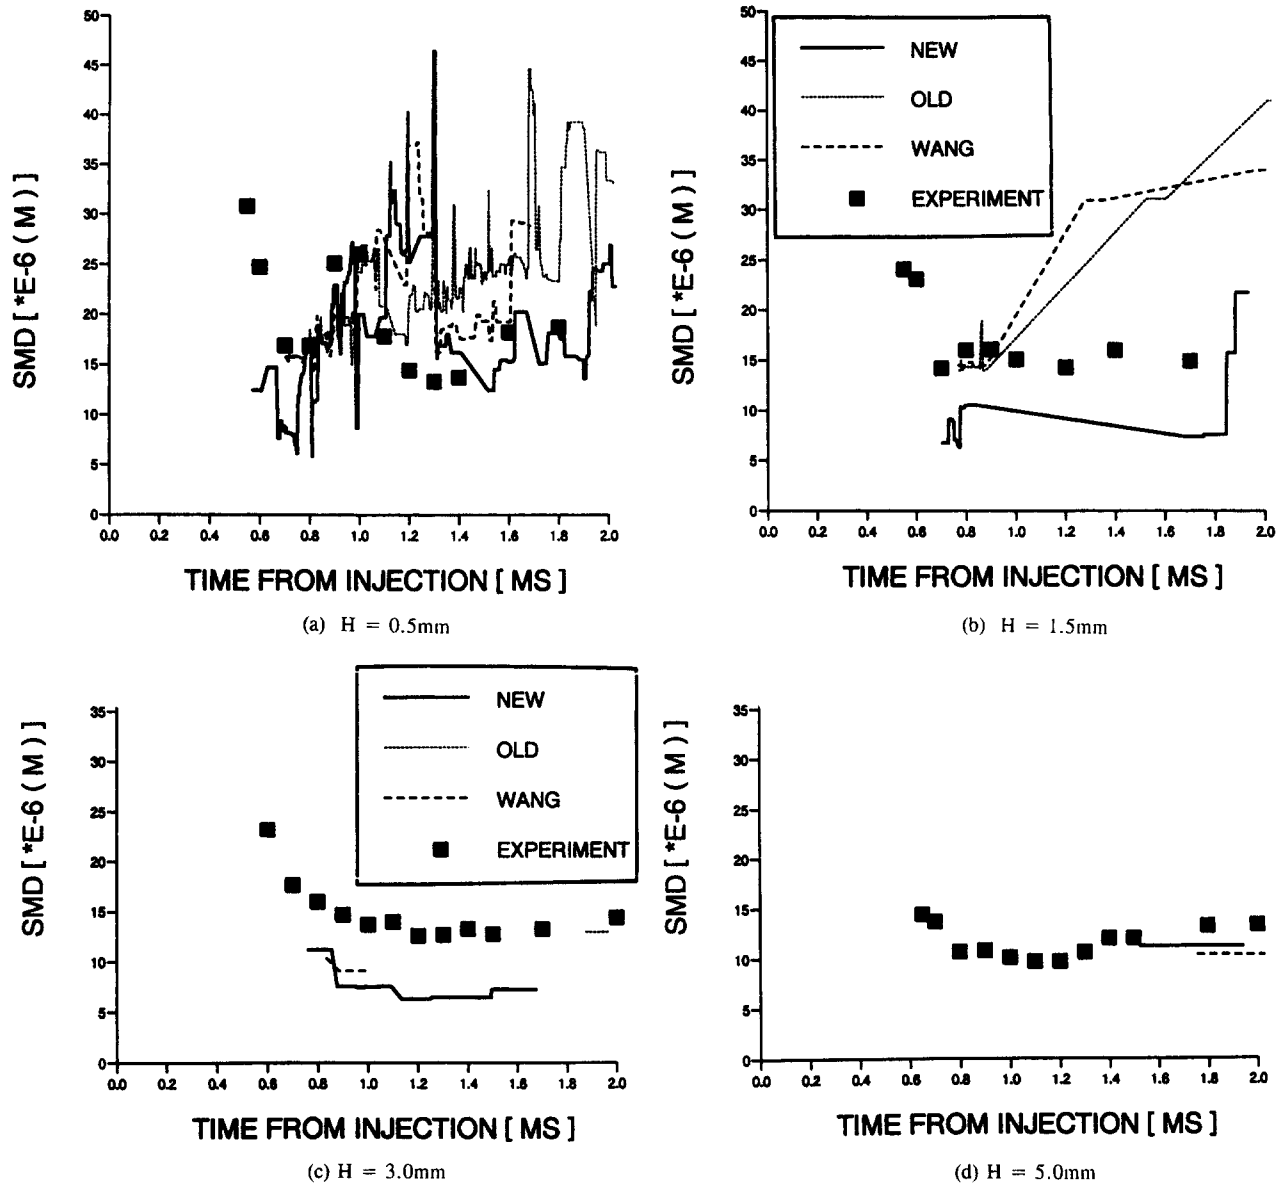 50
45
40
35
30
25
20
15
10
5
0
SMD [ *E-6 ( M ) ]
0.0 0.2 0.4 0.6 0.8 1.0 1.2 1.4 1.6 1.8 2.0
TIME FROM INJECTION [ MS ]
(a) H = 0.5mm
50
45
40
35
30
25
20
15
10
5
0
SMD [ *E-6 ( M ) ]
NEW
OLD
WANG
EXPERIMENT
0.0 0.2 0.4 0.6 0.8 1.0 1.2 1.4 1.6 1.8 2.0
TIME FROM INJECTION [ MS ]
(b) H = 1.5mm
35
30
25
20
15
10
5
0
SMD [ *E-6 ( M ) ]
NEW
OLD
WANG
EXPERIMENT
0.0 0.2 0.4 0.6 0.8 1.0 1.2 1.4 1.6 1.8 2.0
TIME FROM INJECTION [ MS ]
(c) H = 3.0mm
35
30
25
20
15
10
5
0
SMD [ *E-6 ( M ) ]
0.0 0.2 0.4 0.6 0.8 1.0 1.2 1.4 1.6 1.8 2.0
TIME FROM INJECTION [ MS ]
(d) H = 5.0mm